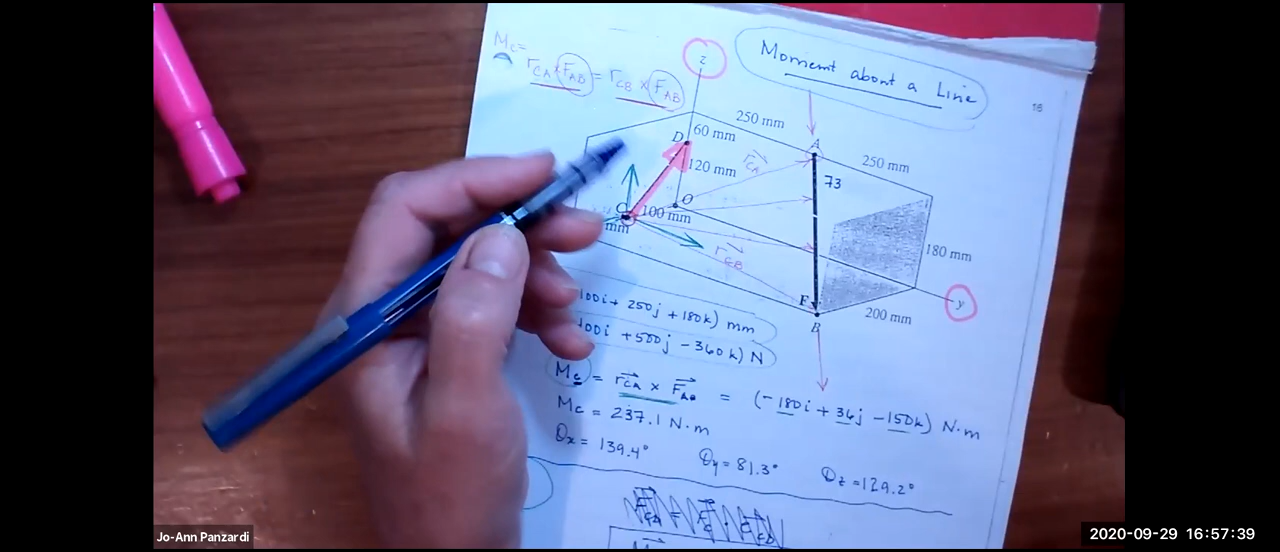 Mc=
rCA × FAB = rCB × FAB
z
Moment about a Line
16
250 mm
A
D
60 mm
120 mm
rCA
250 mm
73
C
100 mm
O
mm
rCB
180 mm
F
y
200 mm
B
100i + 250j + 180k) mm
+500j - 360k) N
Mc = rCA × FAB = (-180i + 36j - 150k) N·m
Mc = 237.1 N·m
θx = 139.4° θy = 81.3° θz = 129.2°
Jo-Ann Panzardi
2020-09-29 16:57:39